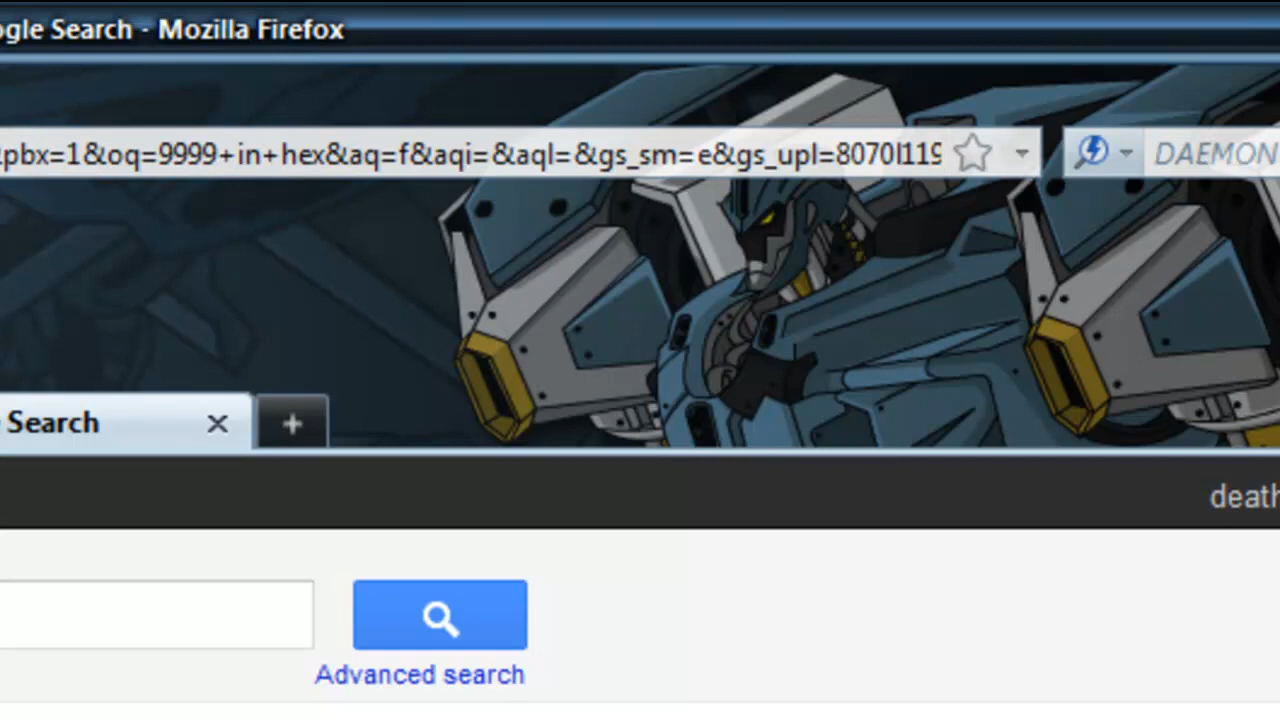 ogle Search - Mozilla Firefox
pbx=1&oq=9999+in+hex&aq=f&aqi=&aql=&gs_sm=e&gs_upl=8070l119
DAEMON
Search
death
Advanced search